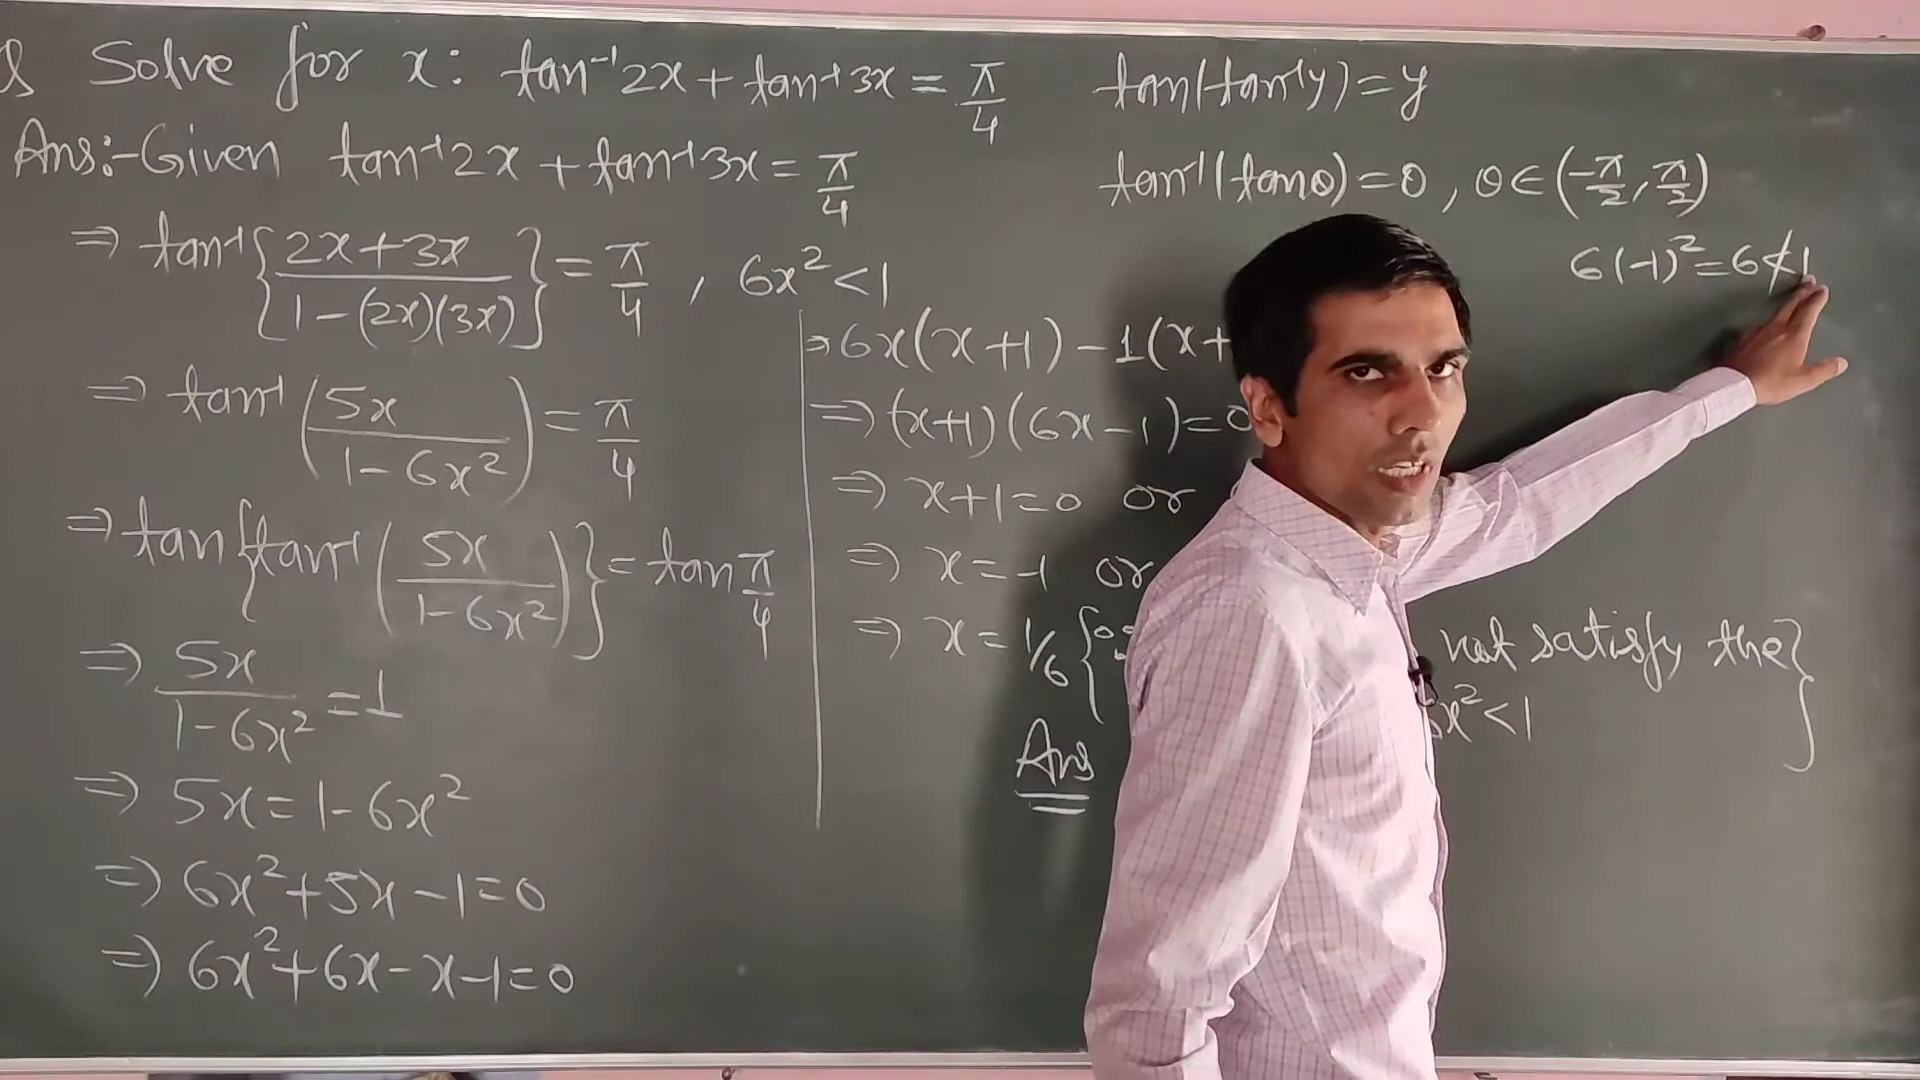 Solve for x: tan⁻¹2x + tan⁻¹3x = π/4
Ans:- Given tan⁻¹2x + tan⁻¹3x = π/4
⇒ tan⁻¹{(2x+3x)/(1-(2x)(3x))} = π/4 , 6x² < 1
⇒ tan⁻¹(5x/(1-6x²)) = π/4
⇒ tan{tan⁻¹(5x/(1-6x²))} = tan π/4
⇒ 5x/(1-6x²) = 1
⇒ 5x = 1-6x²
⇒ 6x²+5x-1=0
⇒ 6x²+6x-x-1=0
⇒ 6x(x+1)-1(x+
⇒ (x+1)(6x-1)=0
⇒ x+1=0 or
⇒ x=-1 or
⇒ x = 1/6 { not satisfy the
x²<1 }
Ans
tan(tan⁻¹y)=y
tan⁻¹(tanθ)=θ, θ∈(-π/2, π/2)
6(-1)²=6≮1